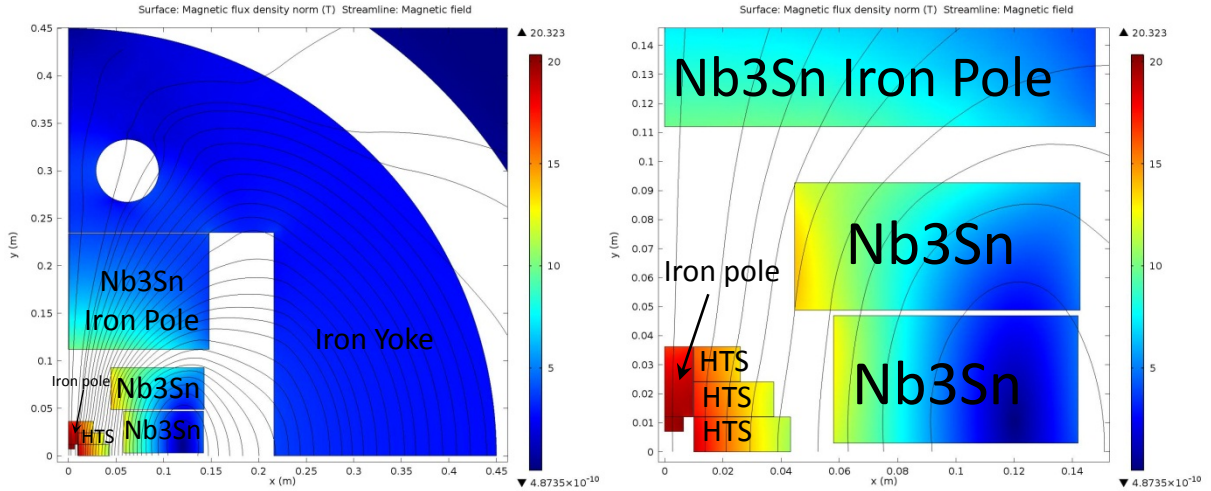 Surface: Magnetic flux density norm (T)  Streamline: Magnetic field
▲ 20.323
0.45
0.4
0.35
0.3
0.25
0.2
0.15
0.1
0.05
0
y (m)
Nb3Sn
Iron Pole
Iron Yoke
Iron pole
Nb3Sn
HTS
Nb3Sn
0
0.05
0.1
0.15
0.2
0.25
0.3
0.35
0.4
0.45
x (m)
20
15
10
5
▼ 4.8735×10⁻¹⁰
Surface: Magnetic flux density norm (T)  Streamline: Magnetic field
▲ 20.323
0.14
0.13
0.12
0.11
0.1
0.09
0.08
0.07
0.06
0.05
0.04
0.03
0.02
0.01
0
y (m)
Nb3Sn Iron Pole
Nb3Sn
Iron pole
HTS
HTS
HTS
Nb3Sn
0
0.02
0.04
0.06
0.08
0.1
0.12
0.14
x (m)
20
15
10
5
▼ 4.8735×10⁻¹⁰